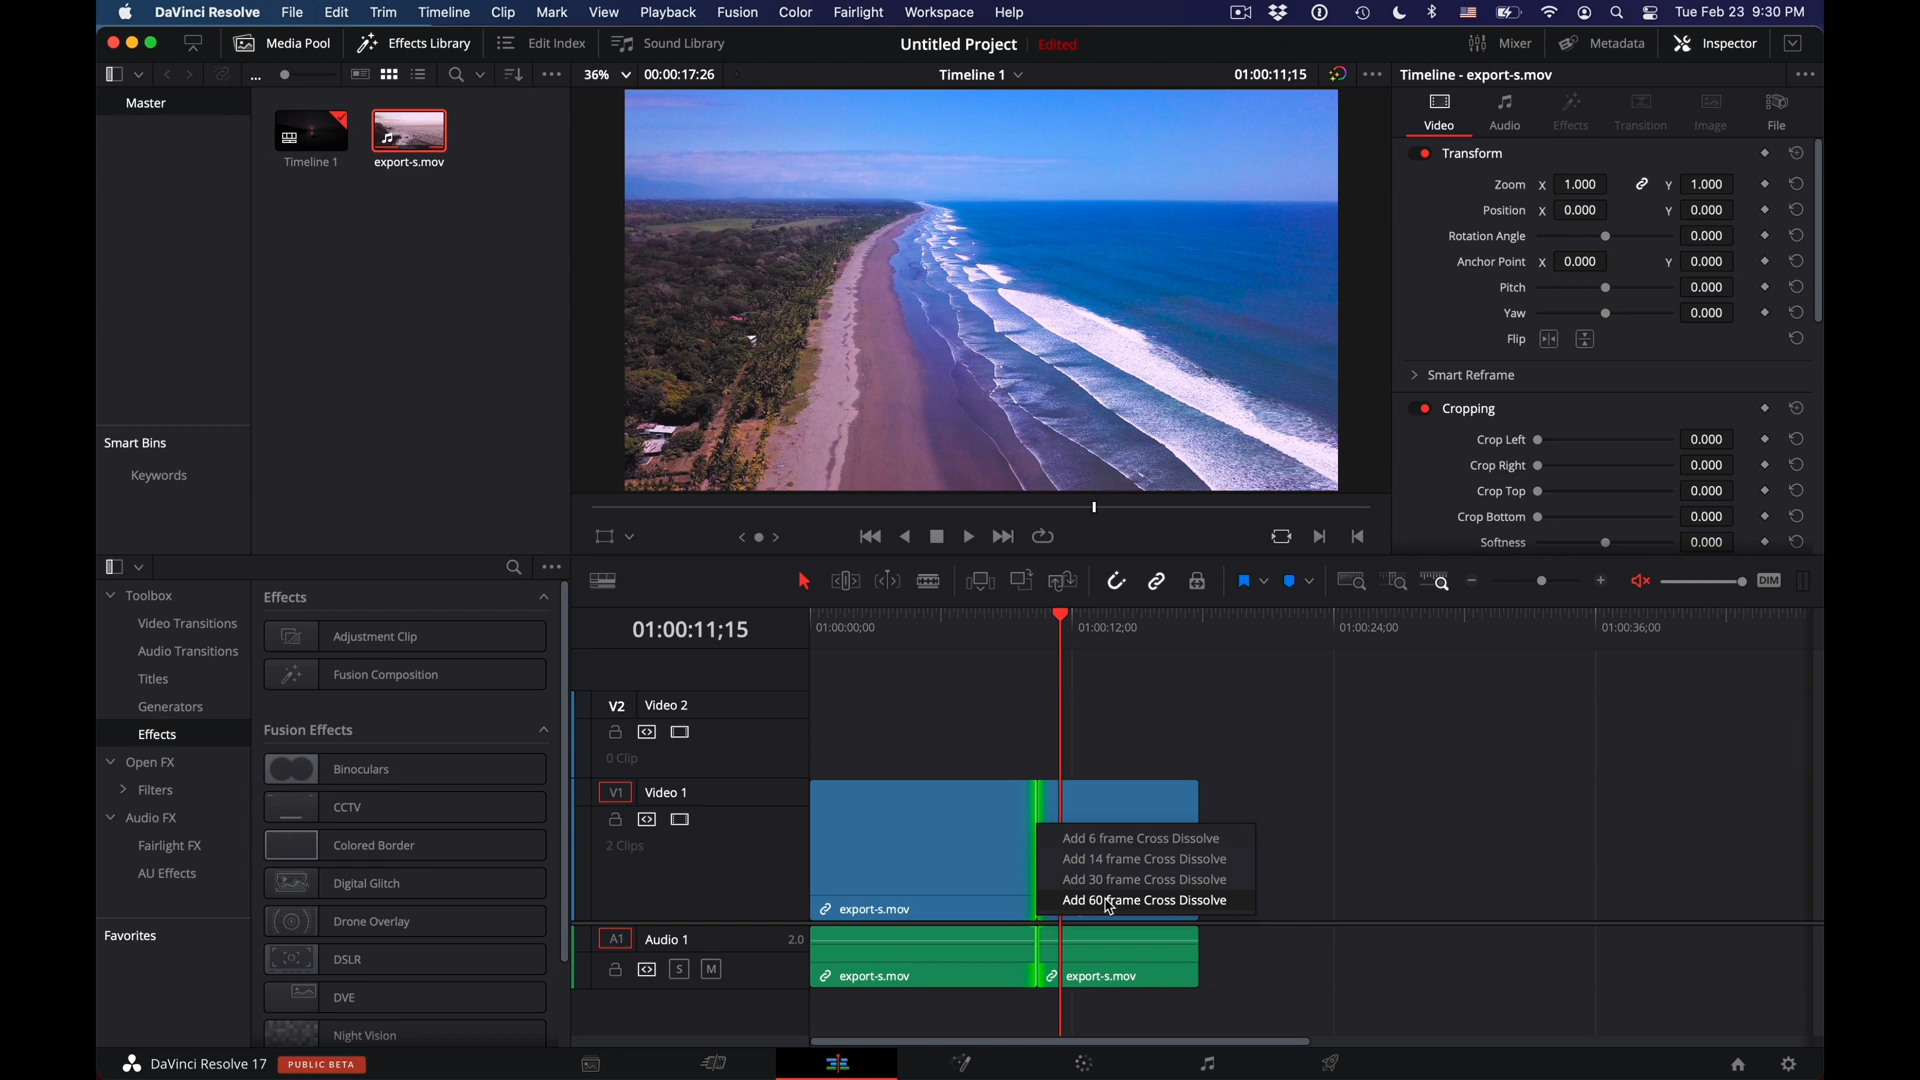 DaVinci Resolve File Edit Trim Timeline Clip Mark View Playback Fusion Color Fairlight Workspace Help Tue Feb 23 9:30 PM
Media Pool Effects Library Edit Index Sound Library Untitled Project Edited Mixer Metadata Inspector
... 36% 00:00:17:26 Timeline 1 01:00:11;15 Timeline - export-s.mov
Master
Timeline 1
export-s.mov
Smart Bins
Keywords
Video Audio Effects Transition Image File
Transform
Zoom X 1.000 Y 1.000
Position X 0.000 Y 0.000
Rotation Angle 0.000
Anchor Point X 0.000 Y 0.000
Pitch 0.000
Yaw 0.000
Flip
Smart Reframe
Cropping
Crop Left 0.000
Crop Right 0.000
Crop Top 0.000
Crop Bottom 0.000
Softness 0.000
Toolbox
Video Transitions
Audio Transitions
Titles
Generators
Effects
Open FX
Filters
Audio FX
Fairlight FX
AU Effects
Favorites
Effects
Adjustment Clip
Fusion Composition
Fusion Effects
Binoculars
CCTV
Colored Border
Digital Glitch
Drone Overlay
DSLR
DVE
Night Vision
DIM
01:00:11;15
01:00:00;00 01:00:12;00 01:00:24;00 01:00:36;00
V2 Video 2
0 Clip
V1 Video 1
2 Clips
export-s.mov
Add 6 frame Cross Dissolve
Add 14 frame Cross Dissolve
Add 30 frame Cross Dissolve
Add 60 frame Cross Dissolve
A1 Audio 1 2.0
S M
export-s.mov export-s.mov
DaVinci Resolve 17 PUBLIC BETA